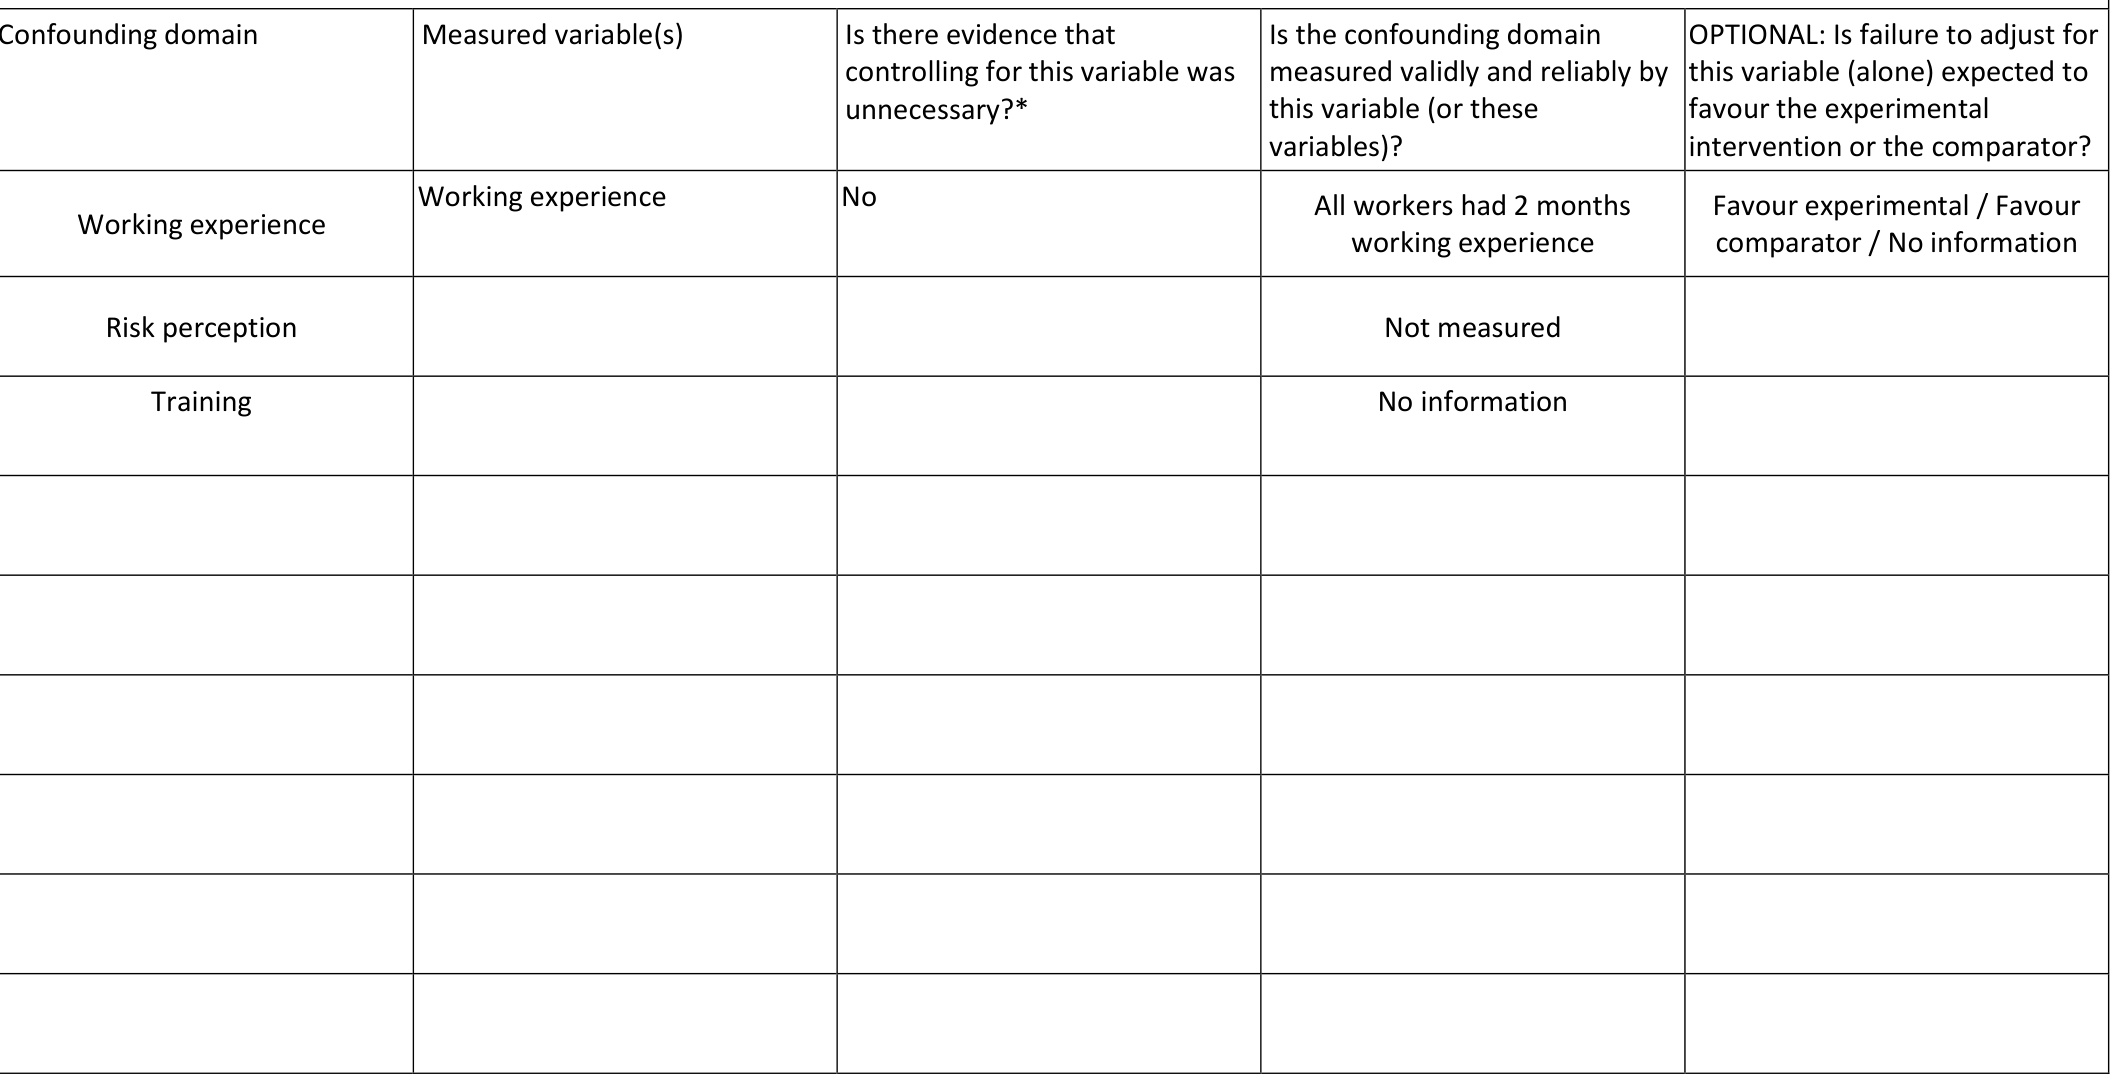 Confounding domain
Measured variable(s)
Is there evidence that
controlling for this variable was
unnecessary?*
Is the confounding domain
measured validly and reliably by
this variable (or these
variables)?
OPTIONAL: Is failure to adjust for
this variable (alone) expected to
favour the experimental
intervention or the comparator?
Working experience
Working experience
No
All workers had 2 months
working experience
Favour experimental / Favour
comparator / No information
Risk perception
Not measured
Training
No information